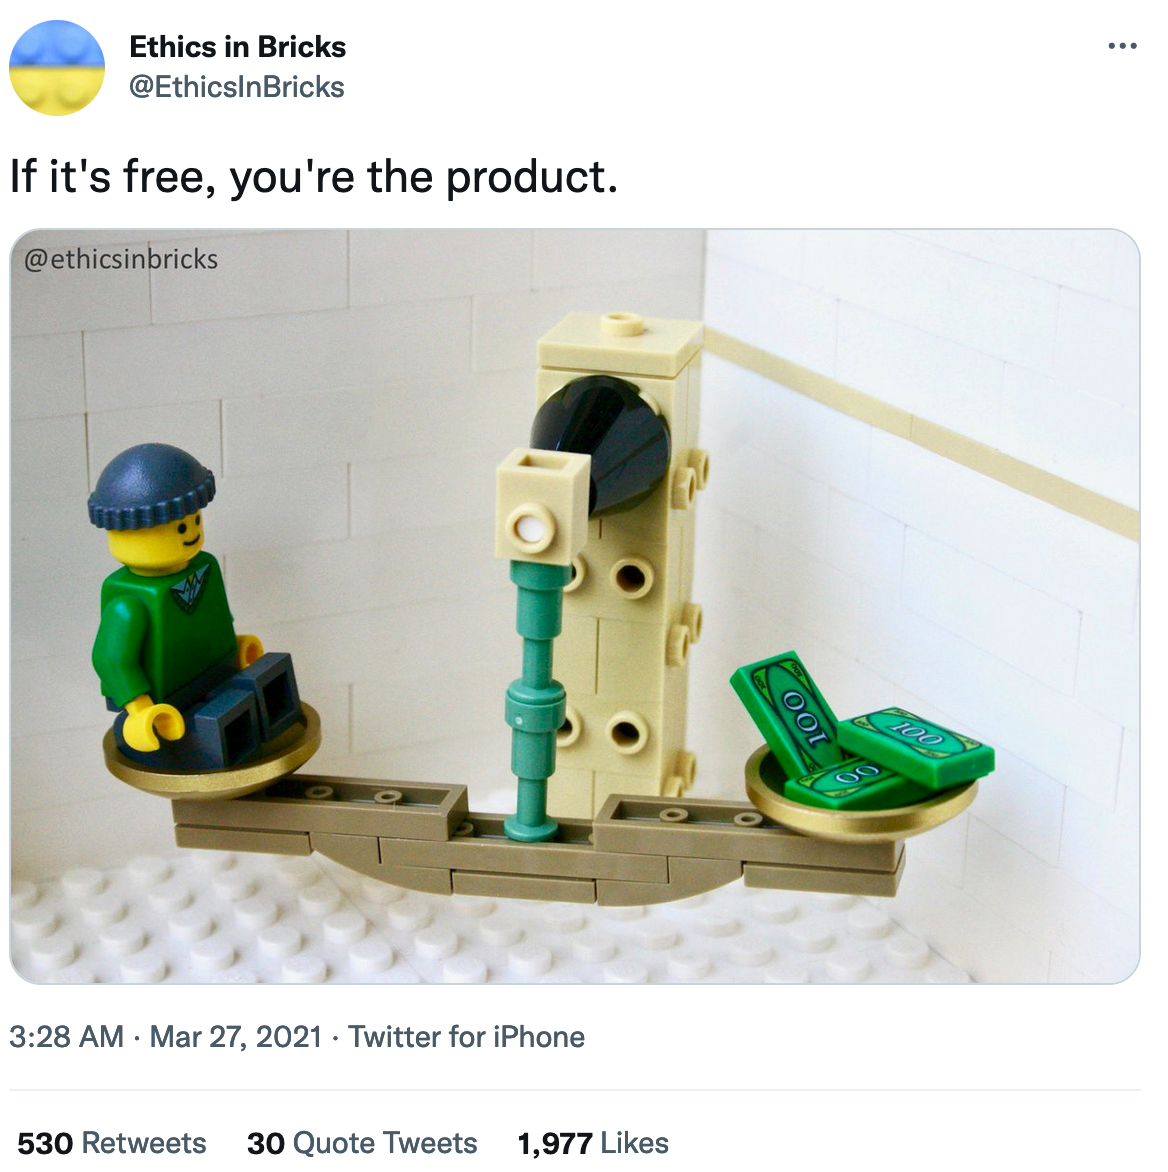 Ethics in Bricks
@EthicsInBricks
If it's free, you're the product.
@ethicsinbricks
100
100
00
3:28 AM · Mar 27, 2021 · Twitter for iPhone
530 Retweets 30 Quote Tweets 1,977 Likes